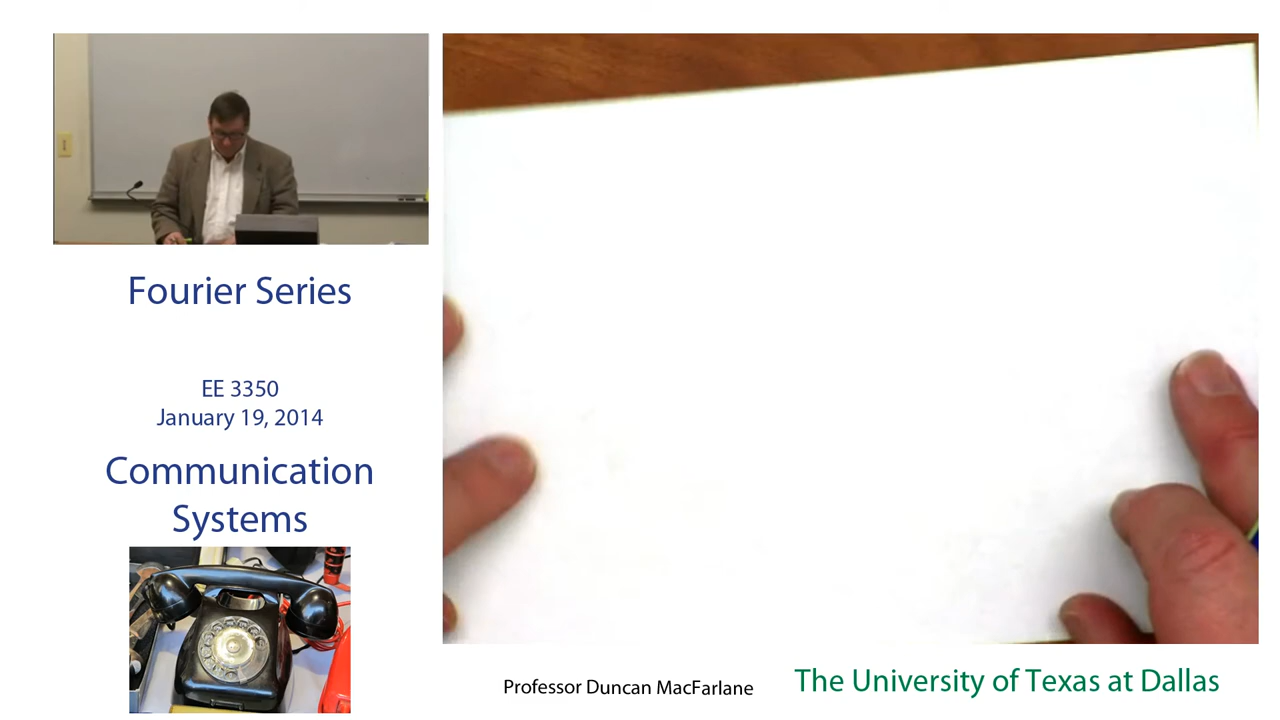 Fourier Series
EE 3350
January 19, 2014
Communication
Systems
Professor Duncan MacFarlane
The University of Texas at Dallas